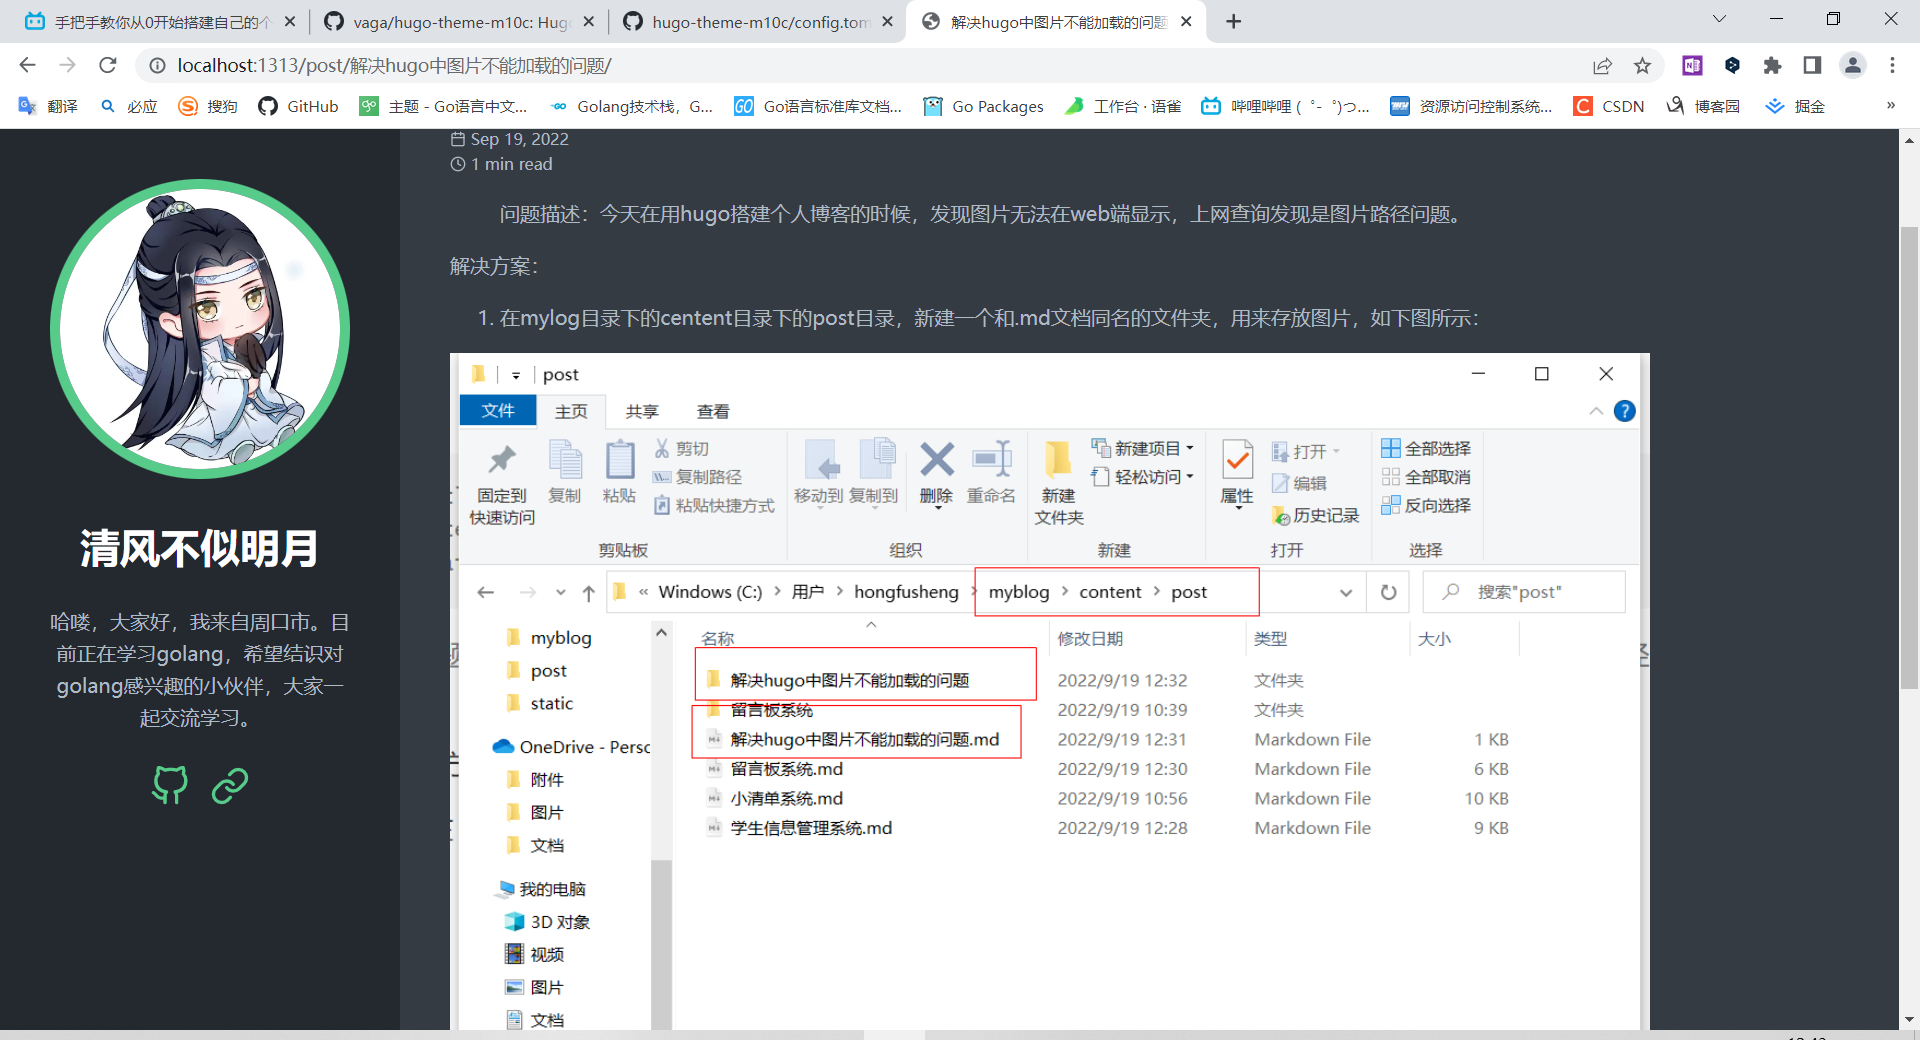 手把手教你从0开始搭建自己的个
vaga/hugo-theme-m10c: Hugo
hugo-theme-m10c/config.tom
解决hugo中图片不能加载的问题
localhost:1313/post/解决hugo中图片不能加载的问题/
翻译 必应 搜狗 GitHub 主题 - Go语言中文... Golang技术栈，G... Go语言标准库文档... Go Packages 工作台 · 语雀 哔哩哔哩 (゜-゜)つ... 资源访问控制系统... CSDN 博客园 掘金 »
Sep 19, 2022
1 min read
问题描述：今天在用hugo搭建个人博客的时候，发现图片无法在web端显示，上网查询发现是图片路径问题。
解决方案：
1. 在mylog目录下的centent目录下的post目录，新建一个和.md文档同名的文件夹，用来存放图片，如下图所示：
清风不似明月
哈喽，大家好，我来自周口市。目
前正在学习golang，希望结识对
golang感兴趣的小伙伴，大家一
起交流学习。
post
文件 主页 共享 查看
固定到
快速访问
复制
粘贴
剪切
复制路径
粘贴快捷方式
剪贴板
移动到 复制到 删除 重命名
组织
新建
文件夹
新建项目
轻松访问
新建
属性
打开
编辑
历史记录
打开
全部选择
全部取消
反向选择
选择
« Windows (C:) > 用户 > hongfusheng > myblog > content > post
搜索"post"
myblog
post
static
OneDrive - Persc
附件
图片
文档
我的电脑
3D 对象
视频
图片
文档
名称 修改日期 类型 大小
解决hugo中图片不能加载的问题 2022/9/19 12:32 文件夹
留言板系统 2022/9/19 10:39 文件夹
解决hugo中图片不能加载的问题.md 2022/9/19 12:31 Markdown File 1 KB
留言板系统.md 2022/9/19 12:30 Markdown File 6 KB
小清单系统.md 2022/9/19 10:56 Markdown File 10 KB
学生信息管理系统.md 2022/9/19 12:28 Markdown File 9 KB